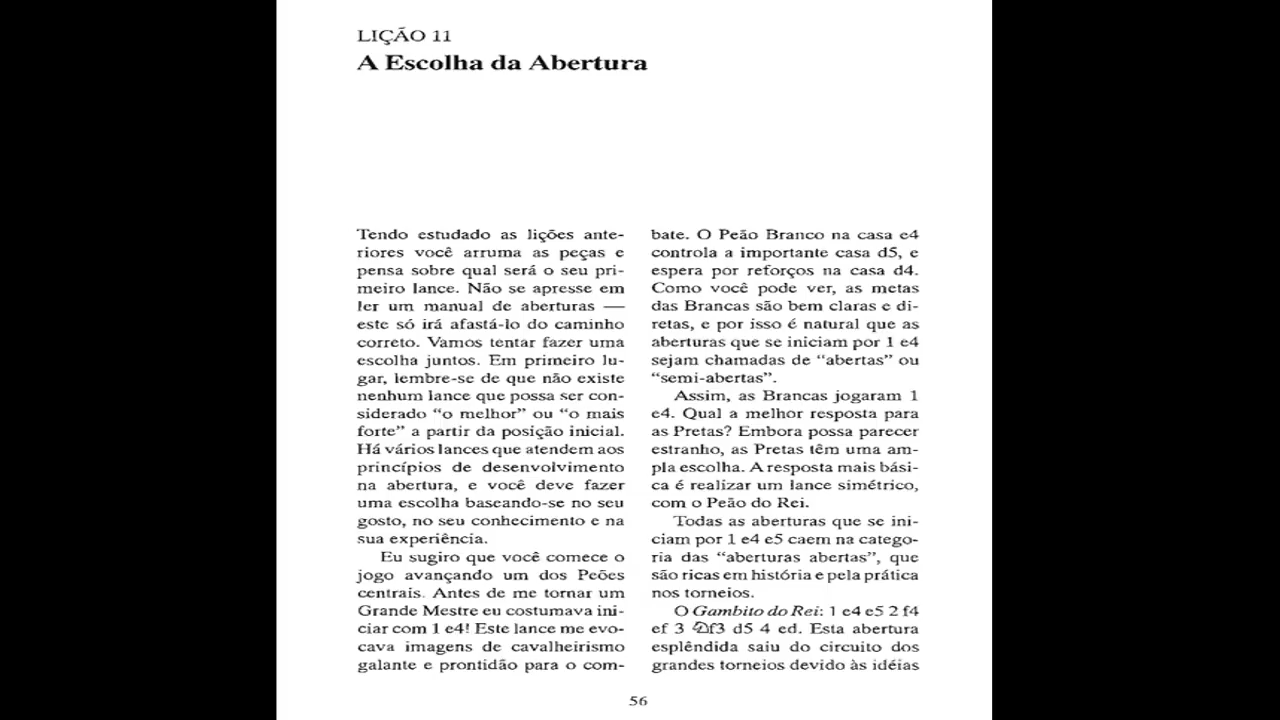 LIÇÃO 11
A Escolha da Abertura
Tendo estudado as lições ante-
riores você arruma as peças e
pensa sobre qual será o seu pri-
meiro lance. Não se apresse em
ler um manual de aberturas —
este só irá afastá-lo do caminho
correto. Vamos tentar fazer uma
escolha juntos. Em primeiro lu-
gar, lembre-se de que não existe
nenhum lance que possa ser con-
siderado “o melhor” ou “o mais
forte” a partir da posição inicial.
Há vários lances que atendem aos
princípios de desenvolvimento
na abertura, e você deve fazer
uma escolha baseando-se no seu
gosto, no seu conhecimento e na
sua experiência.
Eu sugiro que você comece o
jogo avançando um dos Peões
centrais. Antes de me tornar um
Grande Mestre eu costumava ini-
ciar com 1 e4! Este lance me evo-
cava imagens de cavalheirismo
galante e prontidão para o com-
bate. O Peão Branco na casa e4
controla a importante casa d5, e
espera por reforços na casa d4.
Como você pode ver, as metas
das Brancas são bem claras e di-
retas, e por isso é natural que as
aberturas que se iniciam por 1 e4
sejam chamadas de “abertas” ou
“semi-abertas”.
Assim, as Brancas jogaram 1
e4. Qual a melhor resposta para
as Pretas? Embora possa parecer
estranho, as Pretas têm uma am-
pla escolha. A resposta mais bási-
ca é realizar um lance simétrico,
com o Peão do Rei.
Todas as aberturas que se ini-
ciam por 1 e4 e5 caem na catego-
ria das “aberturas abertas”, que
são ricas em história e pela prática
nos torneios.
O Gambito do Rei: 1 e4 e5 2 f4
ef 3 ♘f3 d5 4 ed. Esta abertura
esplêndida saiu do circuito dos
grandes torneios devido às idéias
56